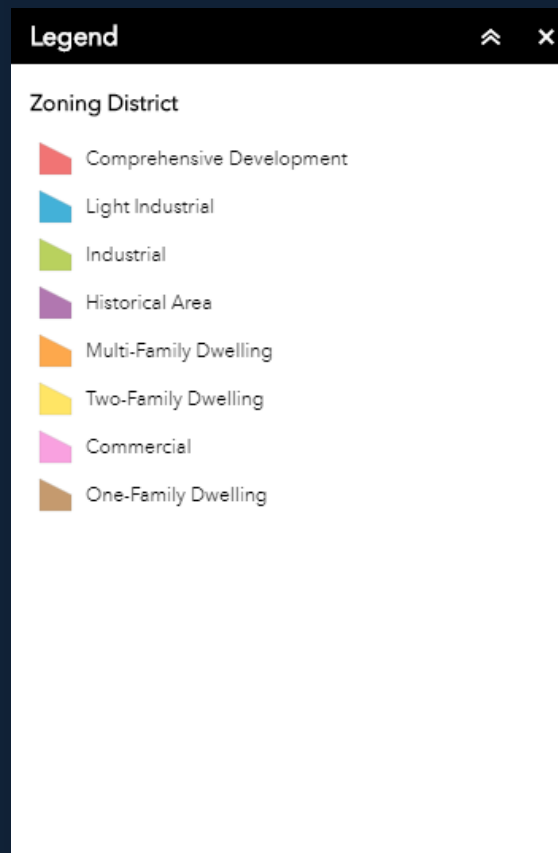 Legend
Zoning District
Comprehensive Development
Light Industrial
Industrial
Historical Area
Multi-Family Dwelling
Two-Family Dwelling
Commercial
One-Family Dwelling